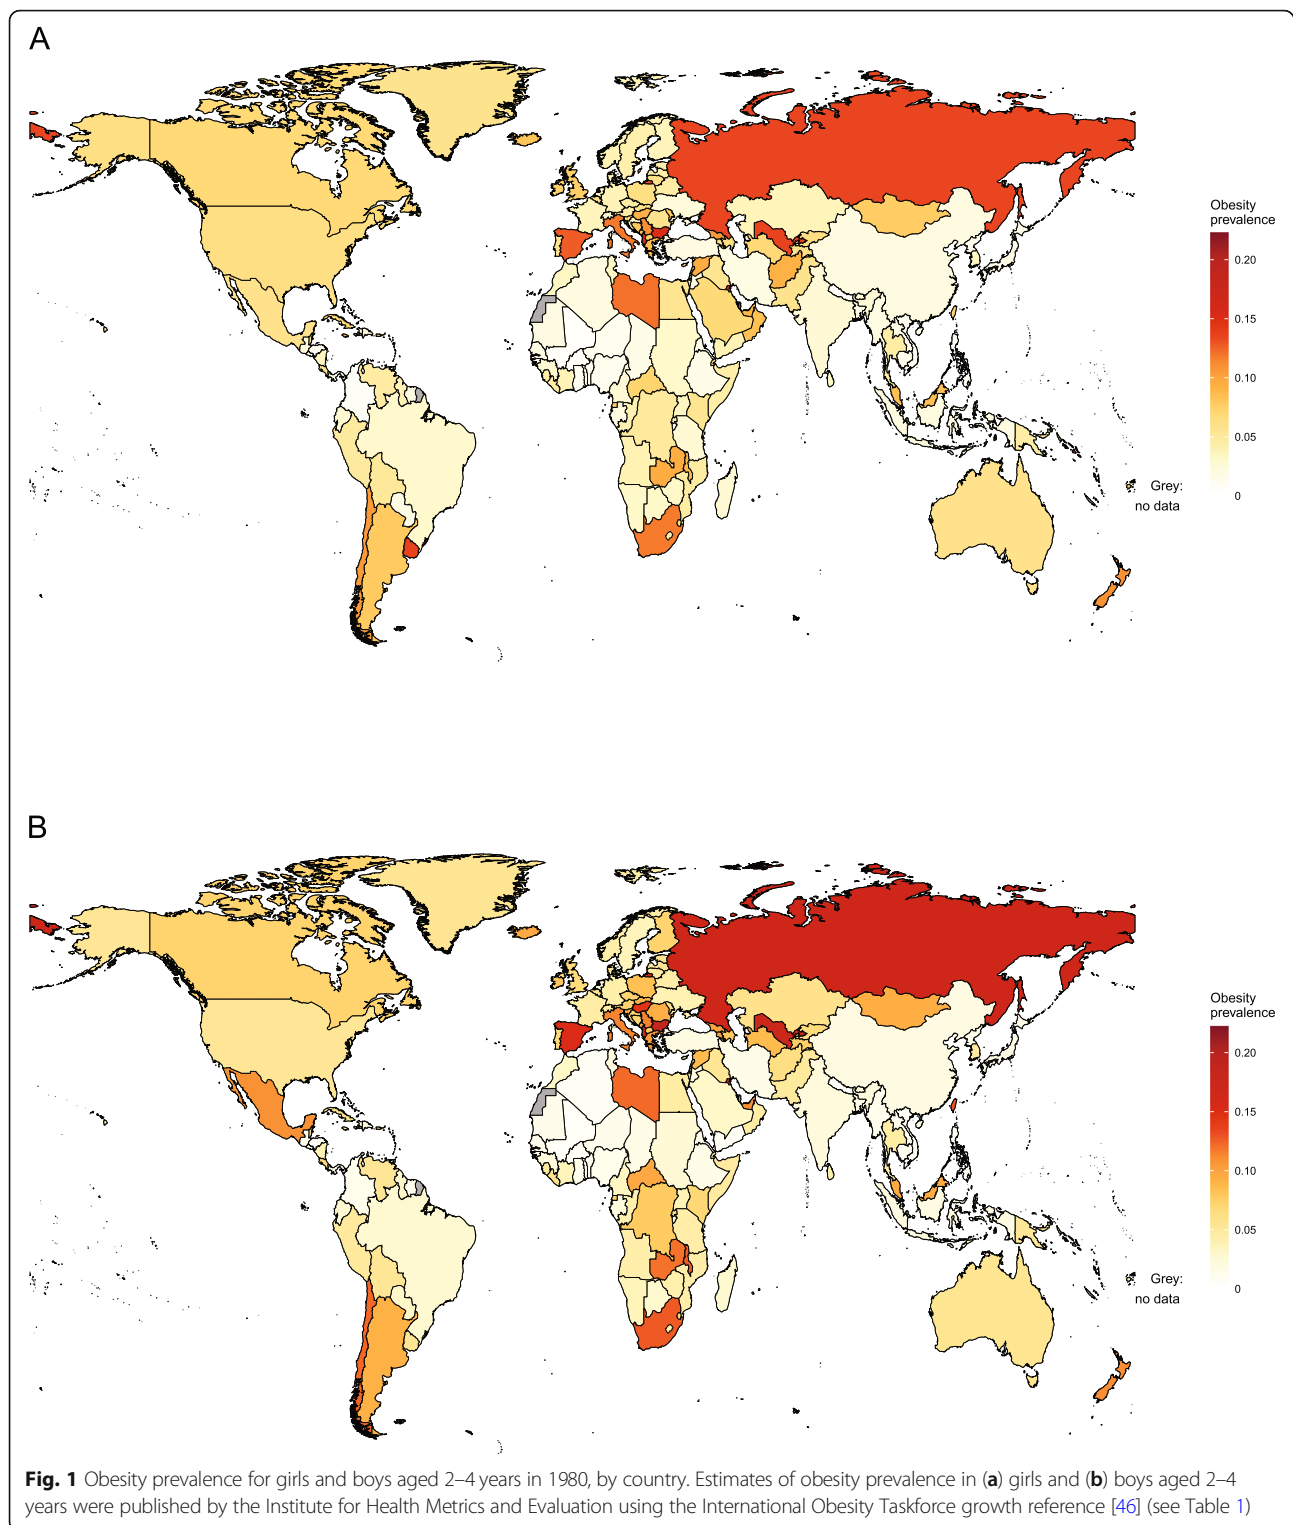 A
Obesity
prevalence
0.20
0.15
0.10
0.05
0
Grey:
no data
B
Obesity
prevalence
0.20
0.15
0.10
0.05
0
Grey:
no data
Fig. 1 Obesity prevalence for girls and boys aged 2–4 years in 1980, by country. Estimates of obesity prevalence in (a) girls and (b) boys aged 2–4
years were published by the Institute for Health Metrics and Evaluation using the International Obesity Taskforce growth reference [46] (see Table 1)